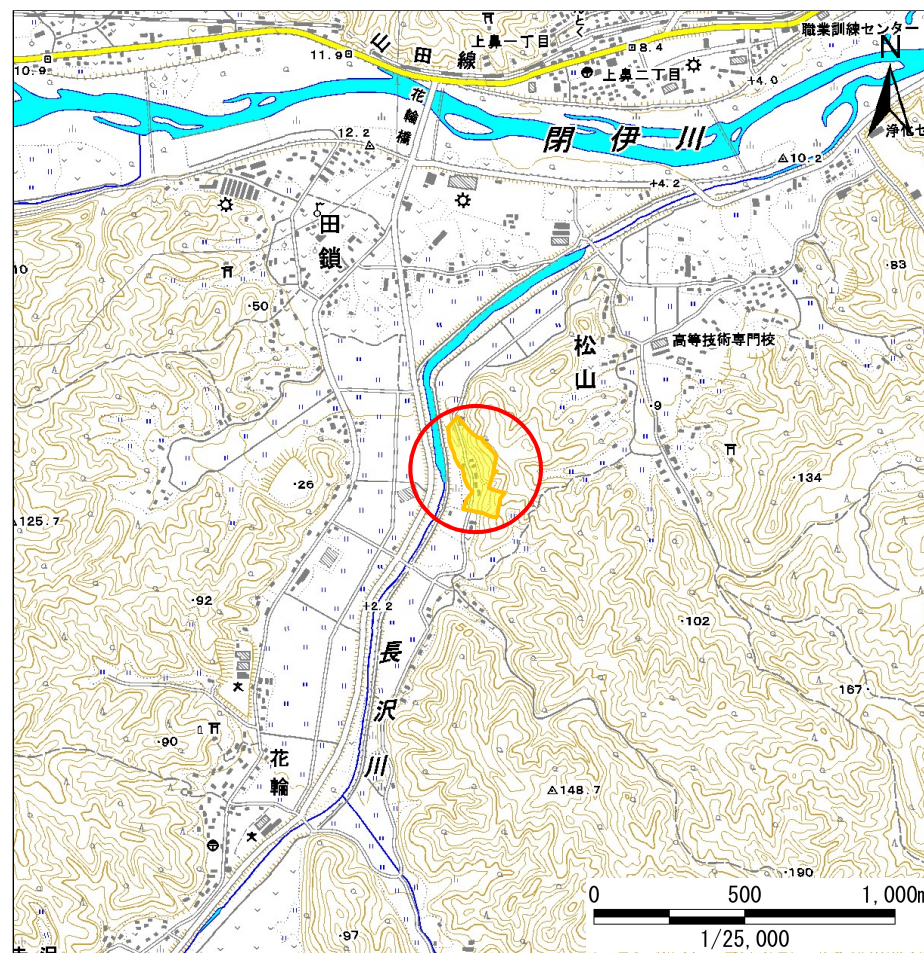 職業訓練センター
N
上鼻一丁目
山田線
8.4
上鼻二丁目
11.9
10.9
4.0
花輪橋
閉伊川
12.2
10.2
+4.2
田鎖
83
50
松山
高等技術専門校
9
134
26
125.7
92
+2.2
102
長沢川
167
90
花輪
148.7
190
97
0 500 1,000m
1/25,000